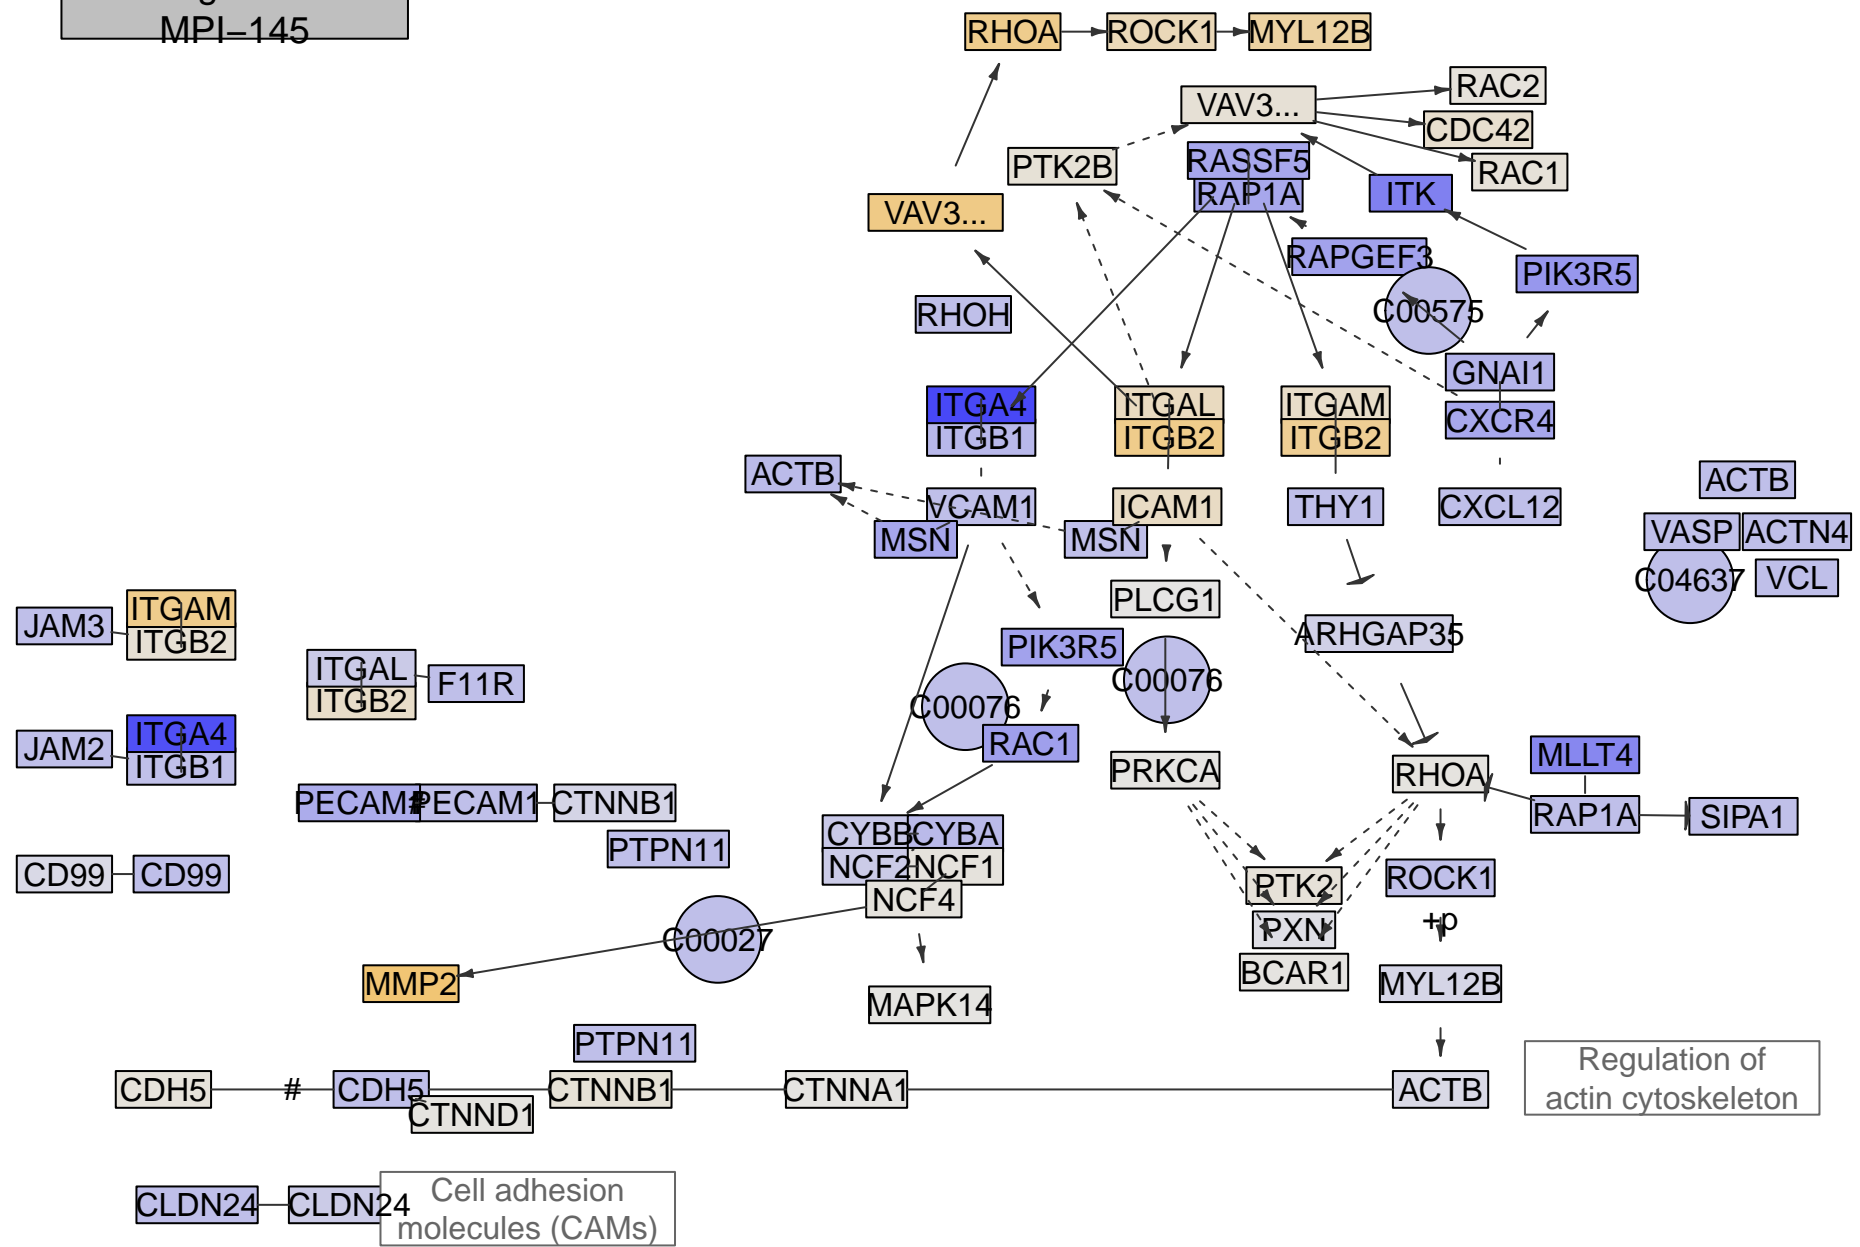 MPI−145
RHOA
ROCK1
MYL12B
RAC2
VAV3...
CDC42
PTK2B
RASSF5
RAC1
RAP1A
ITK
VAV3...
RAPGEF3
PIK3R5
RHOH
C00575
GNAI1
ITGA4
ITGAL
ITGAM
CXCR4
ITGB1
ITGB2
ITGB2
ACTB
ACTB
VCAM1
ICAM1
THY1
CXCL12
MSN
MSN
VASP
ACTN4
C04637
VCL
PLCG1
ITGAM
JAM3
ITGB2
ARHGAP35
PIK3R5
ITGAL
F11R
ITGB2
C00076
C00076
ITGA4
JAM2
ITGB1
RAC1
PRKCA
RHOA
MLLT4
PECAM1
#
PECAM1
CTNNB1
RAP1A
SIPA1
CYBB
CYBA
PTPN11
NCF2
NCF1
CD99
CD99
NCF4
PTK2
ROCK1
C00027
PXN
+p
MMP2
BCAR1
MYL12B
MAPK14
PTPN11
CDH5
#
CDH5
CTNNB1
CTNNA1
ACTB
CTNND1
Regulation of
actin cytoskeleton
CLDN24
CLDN24
Cell adhesion
molecules (CAMs)